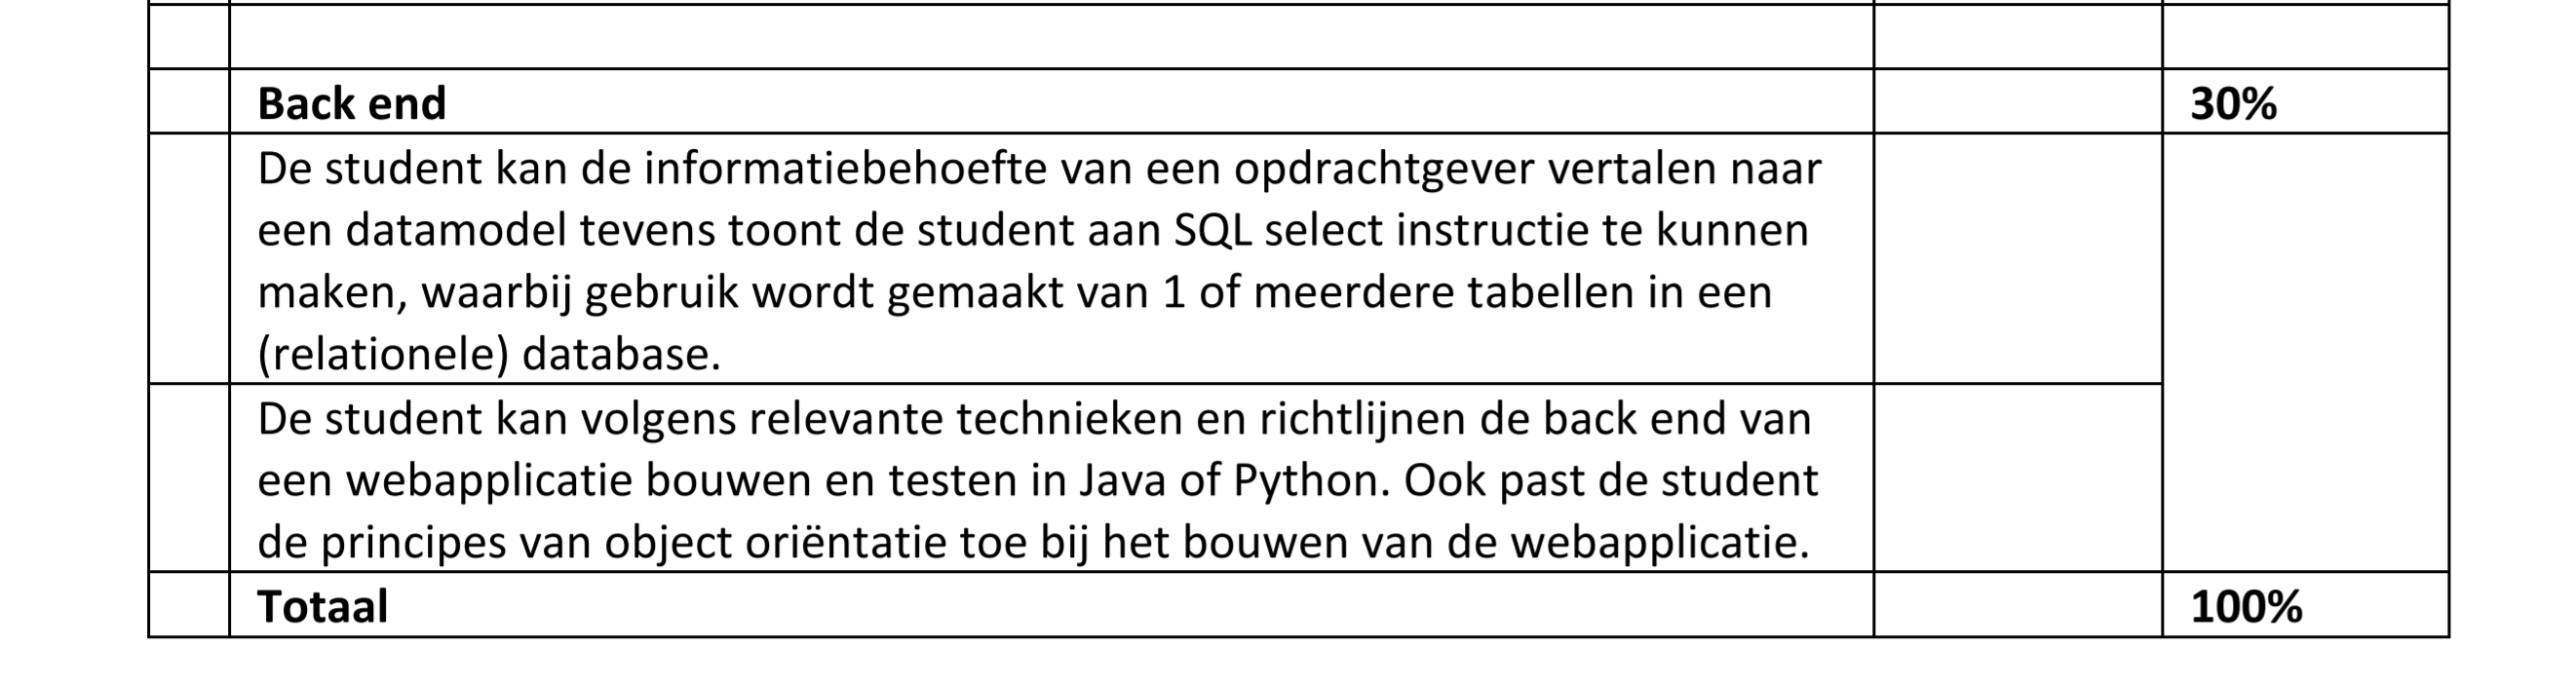 Back end 30%
De student kan de informatiebehoefte van een opdrachtgever vertalen naar
een datamodel tevens toont de student aan SQL select instructie te kunnen
maken, waarbij gebruik wordt gemaakt van 1 of meerdere tabellen in een
(relationele) database.
De student kan volgens relevante technieken en richtlijnen de back end van
een webapplicatie bouwen en testen in Java of Python. Ook past de student
de principes van object oriëntatie toe bij het bouwen van de webapplicatie.
Totaal 100%